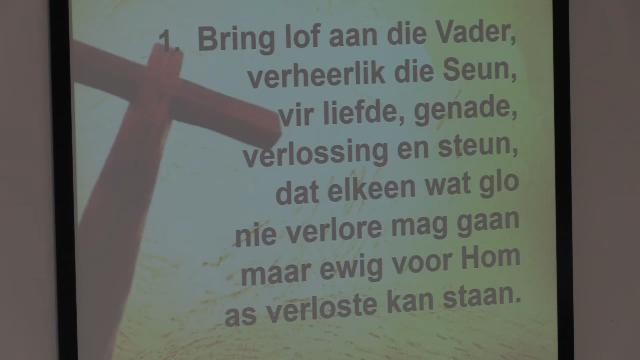 1. Bring lof aan die Vader,
verheerlik die Seun,
vir liefde, genade,
verlossing en steun,
dat elkeen wat glo
nie verlore mag gaan
maar ewig voor Hom
as verloste kan staan.